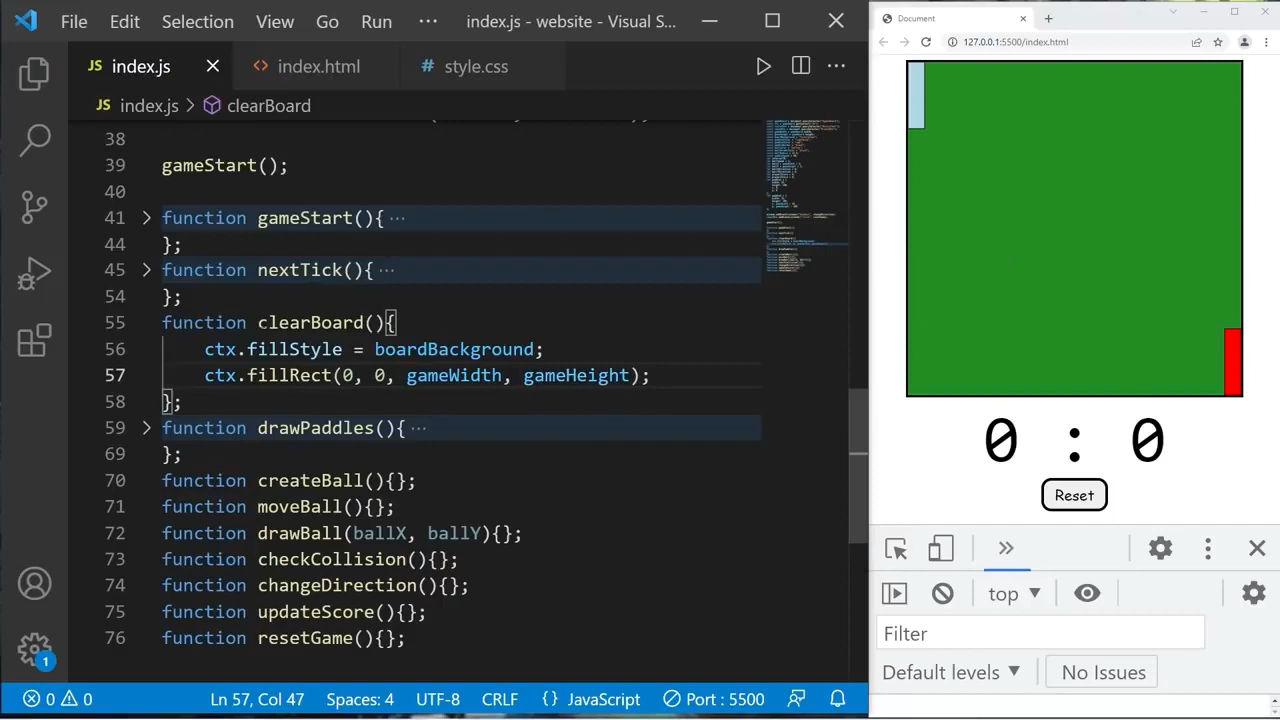 File Edit Selection View Go Run ··· index.js - website - Visual S...
JS index.js <> index.html # style.css
JS index.js > clearBoard
38
39 gameStart();
40
41 function gameStart(){ ···
44 };
45 function nextTick(){ ···
54 };
55 function clearBoard(){
56 ctx.fillStyle = boardBackground;
57 ctx.fillRect(0, 0, gameWidth, gameHeight);
58 };
59 function drawPaddles(){ ···
69 };
70 function createBall(){};
71 function moveBall(){};
72 function drawBall(ballX, ballY){};
73 function checkCollision(){};
74 function changeDirection(){};
75 function updateScore(){};
76 function resetGame(){};
1
0 0 Ln 57, Col 47 Spaces: 4 UTF-8 CRLF {} JavaScript Port : 5500
Document
127.0.0.1:5500/index.html
0 : 0
Reset
top
Filter
Default levels No Issues